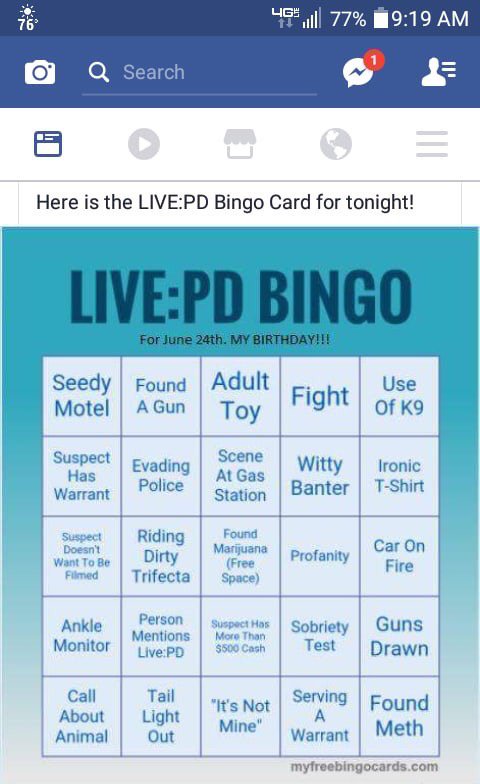 76°
4G 77% 9:19 AM
Search
1
Here is the LIVE:PD Bingo Card for tonight!
LIVE:PD BINGO
For June 24th. MY BIRTHDAY!!!
Seedy
Motel
Found
A Gun
Adult
Toy
Fight
Use
Of K9
Suspect
Has
Warrant
Evading
Police
Scene
At Gas
Station
Witty
Banter
Ironic
T-Shirt
Suspect
Doesn't
Want To Be
Filmed
Riding
Dirty
Trifecta
Found
Marijuana
(Free
Space)
Profanity
Car On
Fire
Ankle
Monitor
Person
Mentions
Live:PD
Suspect Has
More Than
$500 Cash
Sobriety
Test
Guns
Drawn
Call
About
Animal
Tail
Light
Out
"It's Not
Mine"
Serving
A
Warrant
Found
Meth
myfreebingocards.com